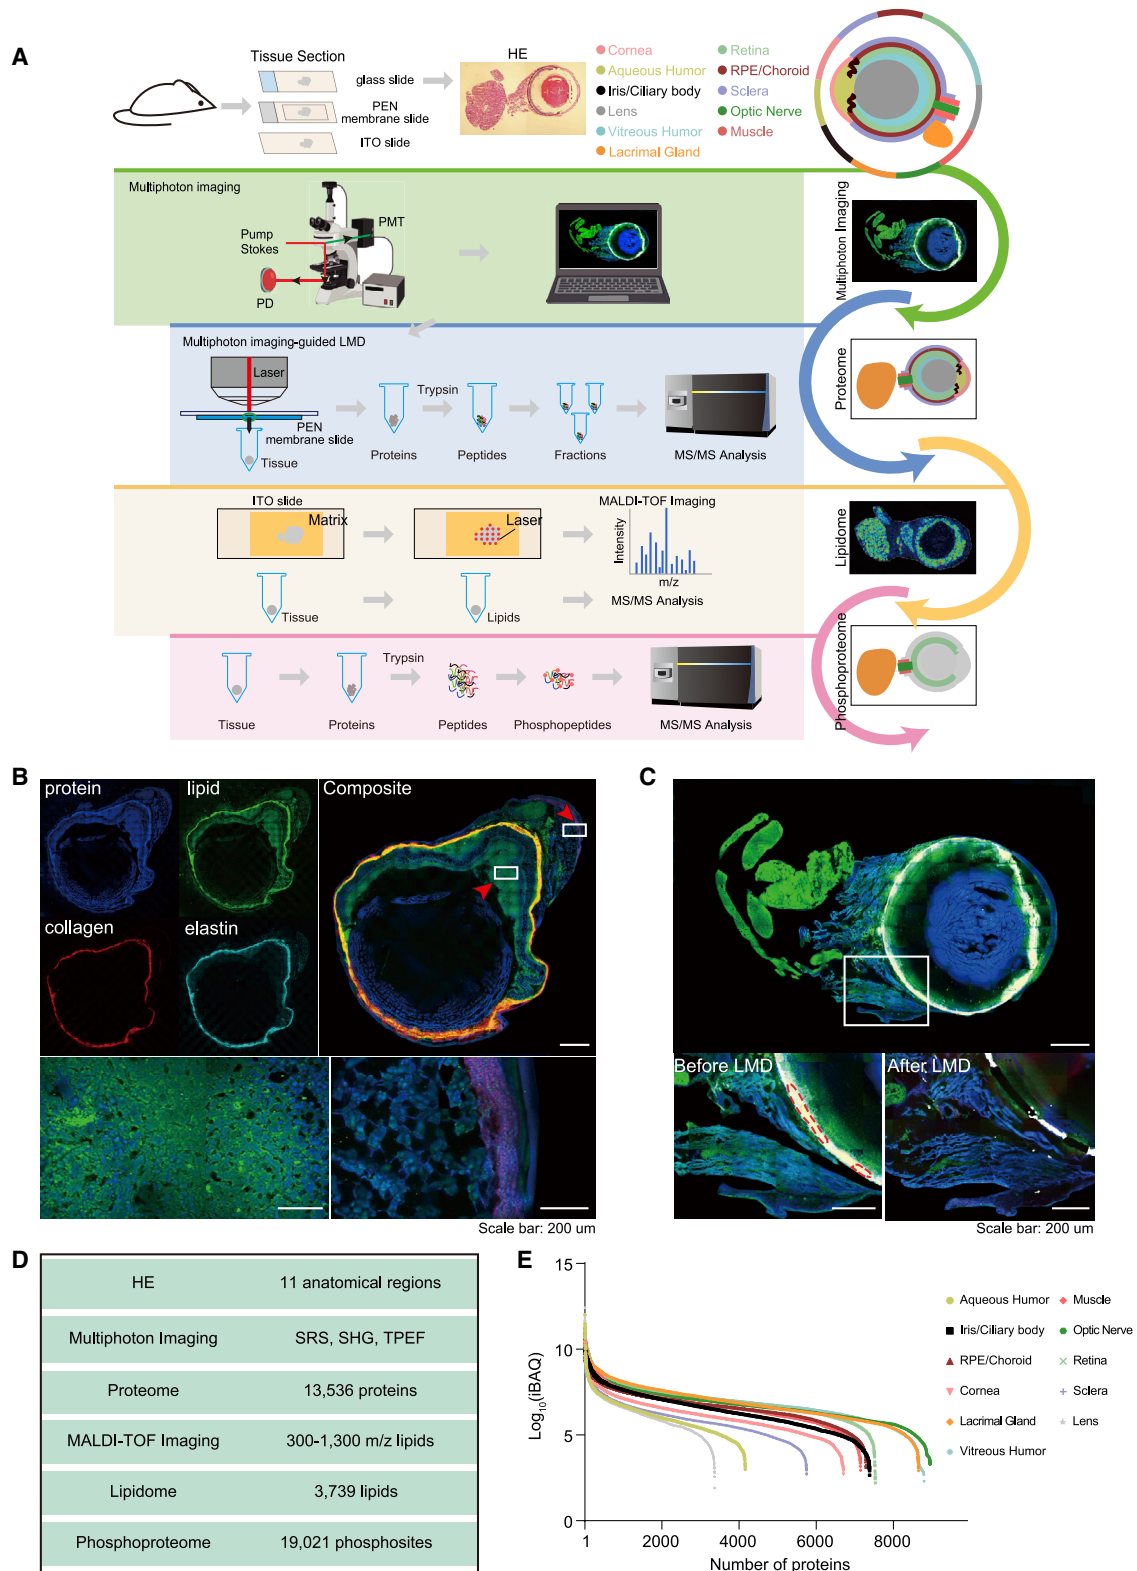 A
Tissue Section
glass slide
PEN
membrane slide
ITO slide
HE
Cornea
Aqueous Humor
Iris/Ciliary body
Lens
Vitreous Humor
Lacrimal Gland
Retina
RPE/Choroid
Sclera
Optic Nerve
Muscle
Multiphoton imaging
Pump
Stokes
PMT
PD
Multiphoton Imaging
Multiphoton imaging-guided LMD
Laser
PEN
membrane slide
Tissue
Proteins
Trypsin
Peptides
Fractions
MS/MS Analysis
Proteome
ITO slide
Matrix
Laser
MALDI-TOF Imaging
Intensity
m/z
Tissue
Lipids
MS/MS Analysis
Lipidome
Tissue
Proteins
Trypsin
Peptides
Phosphopeptides
MS/MS Analysis
Phosphoproteome
B
protein
lipid
Composite
collagen
elastin
Scale bar: 200 um
C
Before LMD
After LMD
Scale bar: 200 um
D
HE 11 anatomical regions
Multiphoton Imaging SRS, SHG, TPEF
Proteome 13,536 proteins
MALDI-TOF Imaging 300-1,300 m/z lipids
Lipidome 3,739 lipids
Phosphoproteome 19,021 phosphosites
E
15
10
5
0
Log10(iBAQ)
1 2000 4000 6000 8000
Number of proteins
Aqueous Humor
Iris/Ciliary body
RPE/Choroid
Cornea
Lacrimal Gland
Vitreous Humor
Muscle
Optic Nerve
Retina
Sclera
Lens